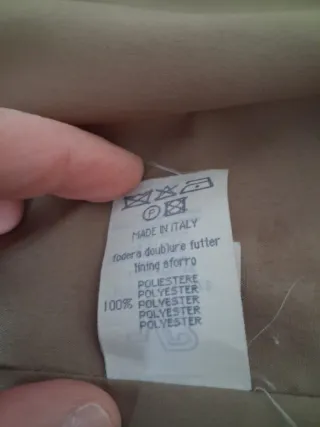 P
MADE IN ITALY
fodera doublure futter
lining aforro
POLIESTERE
POLYESTER
100% POLYESTER
POLYESTER
POLYESTER